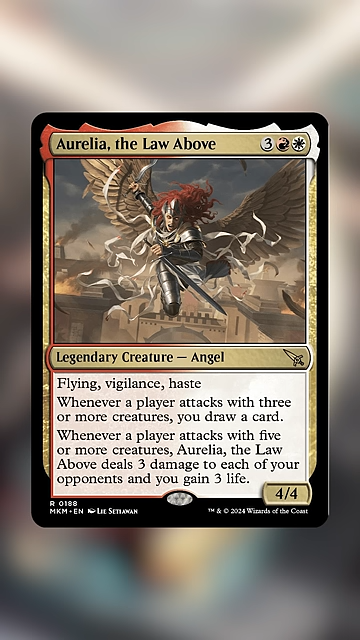 Aurelia, the Law Above 3
Legendary Creature — Angel
Flying, vigilance, haste
Whenever a player attacks with three
or more creatures, you draw a card.
Whenever a player attacks with five
or more creatures, Aurelia, the Law
Above deals 3 damage to each of your
opponents and you gain 3 life.
4/4
R 0188
MKM • EN Lie Setiawan
™ & © 2024 Wizards of the Coast